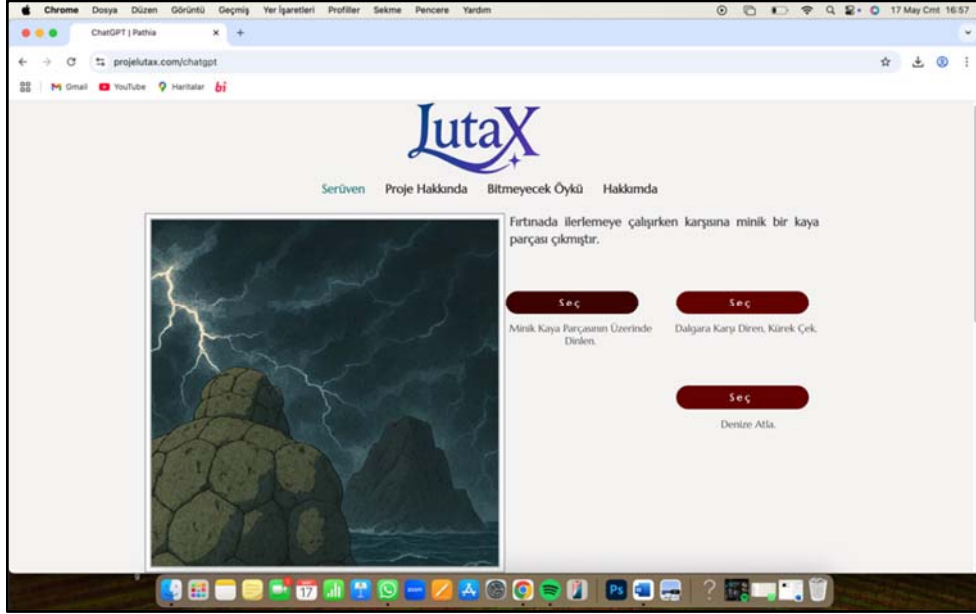 Chrome Dosya Düzen Görüntü Geçmiş Yer İşaretleri Profiller Sekme Pencere Yardım 17 May Cmt 16:57
ChatGPT | Pathia
projelutax.com/chatgpt
Gmail YouTube Haritalar bi
LutaX
Serüven Proje Hakkında Bitmeyecek Öykü Hakkımda
Fırtınada ilerlemeye çalışırken karşısına minik bir kaya
parçası çıkmıştır.
Seç Seç
Minik Kaya Parçasının Üzerinde Dalgara Karşı Diren, Kürek Çek.
Dinlen.
Seç
Denize Atla.
17
Ps